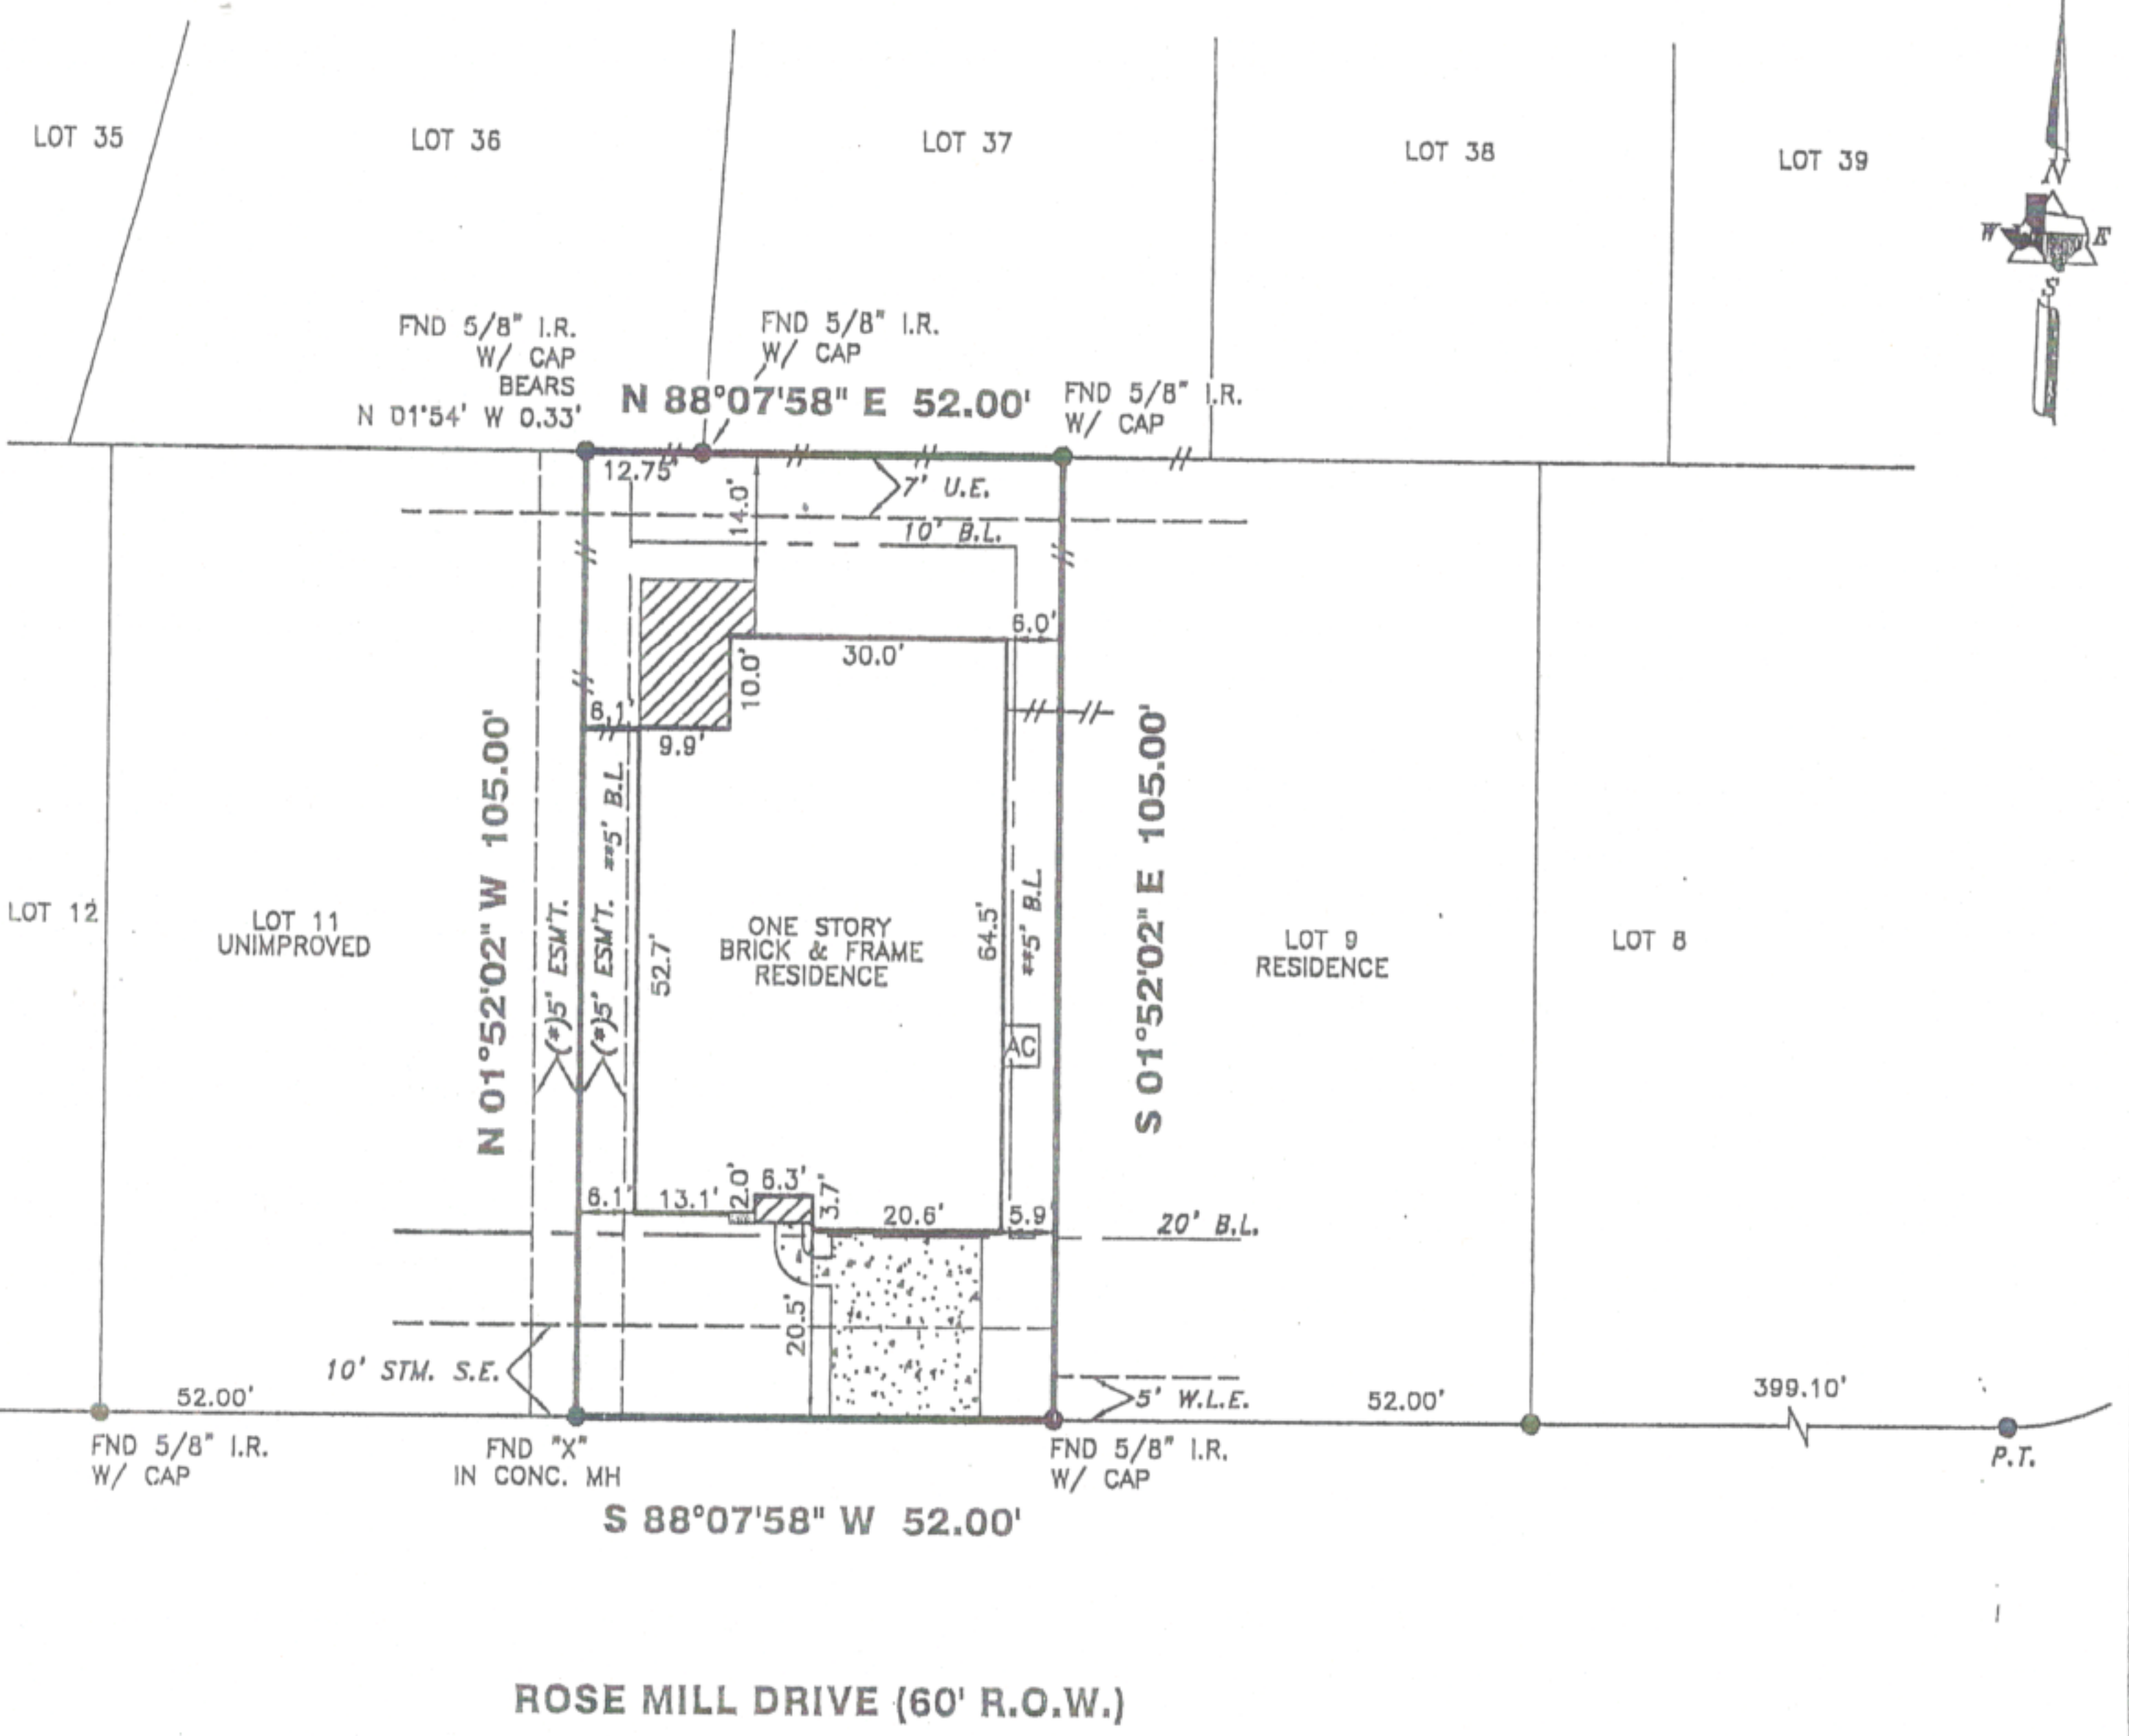 LOT 35
LOT 36
LOT 37
LOT 38
LOT 39
N
W
E
S
FND 5/8" I.R.
W/ CAP
BEARS
N 01°54' W 0.33'
FND 5/8" I.R.
W/ CAP
N 88°07'58" E 52.00'
FND 5/8" I.R.
W/ CAP
12.75'
14.0'
7' U.E.
10' B.L.
6.0'
30.0'
10.0'
6.1'
9.9'
N 01°52'02" W 105.00'
(*)5' ESM'T.
(*)5' ESM'T.
**5' B.L.
52.7'
ONE STORY
BRICK & FRAME
RESIDENCE
64.5'
**5' B.L.
AC
S 01°52'02" E 105.00'
LOT 12
LOT 11
UNIMPROVED
LOT 9
RESIDENCE
LOT 8
6.1'
13.1'
2.0'
6.3'
3.7'
20.6'
5.9'
20' B.L.
20.5'
10' STM. S.E.
5' W.L.E.
52.00'
52.00'
399.10'
P.T.
FND 5/8" I.R.
W/ CAP
FND "X"
IN CONC. MH
FND 5/8" I.R.
W/ CAP
S 88°07'58" W 52.00'
ROSE MILL DRIVE (60' R.O.W.)